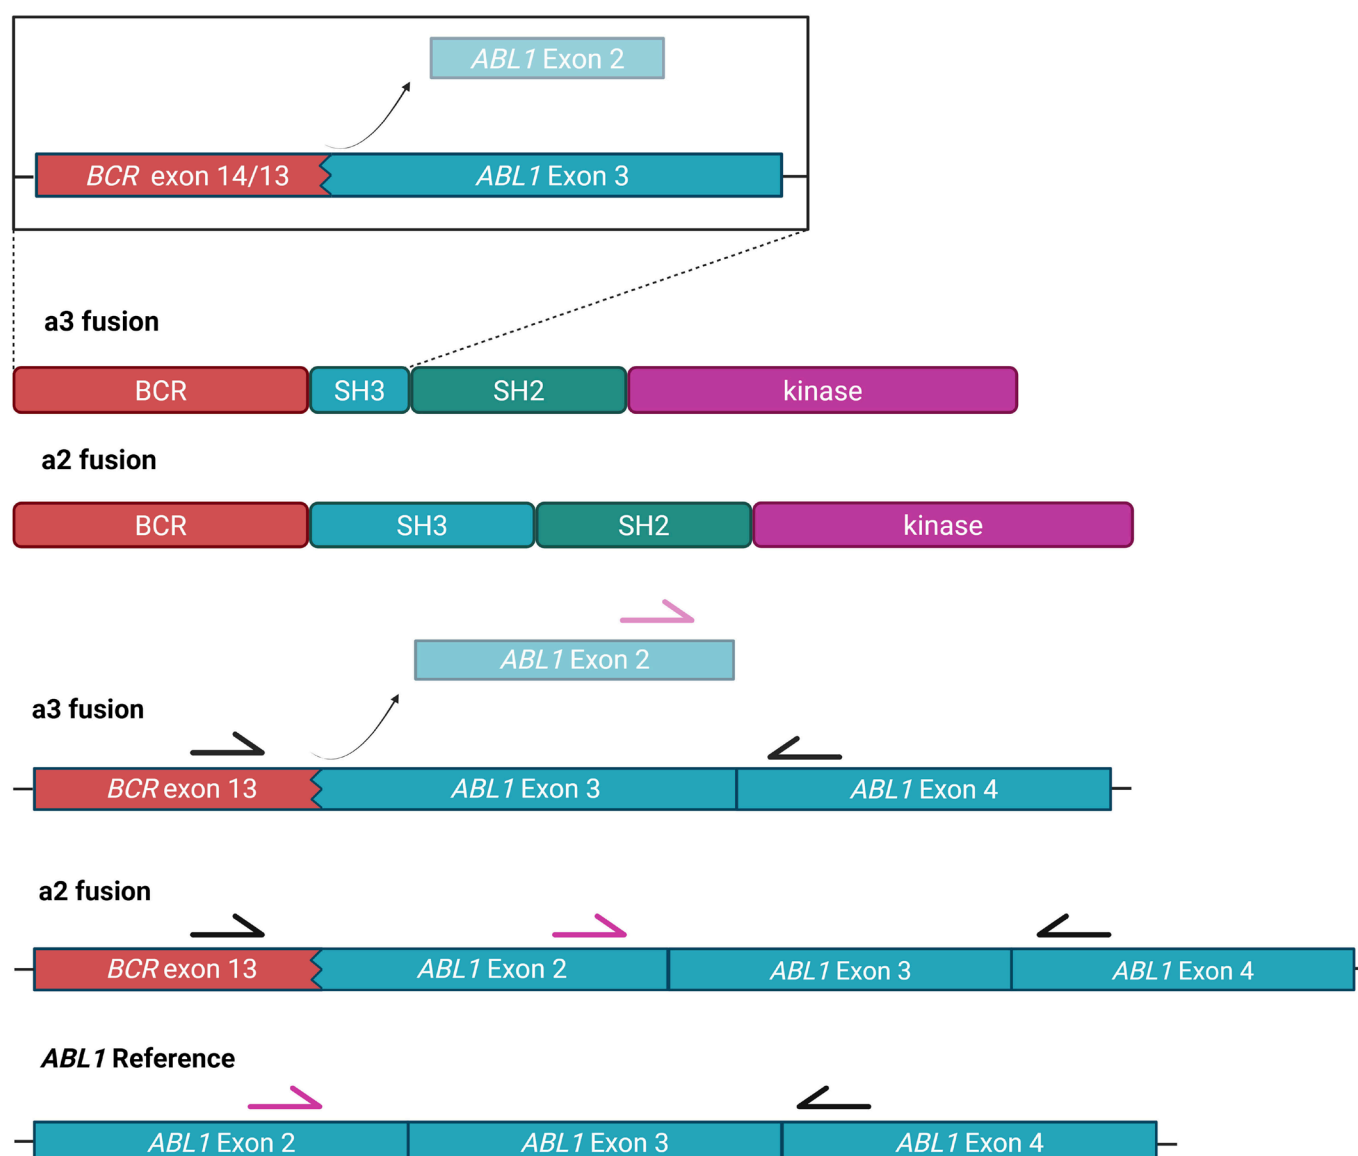 ABL1 Exon 2
BCR exon 14/13 ABL1 Exon 3
a3 fusion
BCR SH3 SH2 kinase
a2 fusion
BCR SH3 SH2 kinase
ABL1 Exon 2
a3 fusion
BCR exon 13 ABL1 Exon 3 ABL1 Exon 4
a2 fusion
BCR exon 13 ABL1 Exon 2 ABL1 Exon 3 ABL1 Exon 4
ABL1 Reference
ABL1 Exon 2 ABL1 Exon 3 ABL1 Exon 4